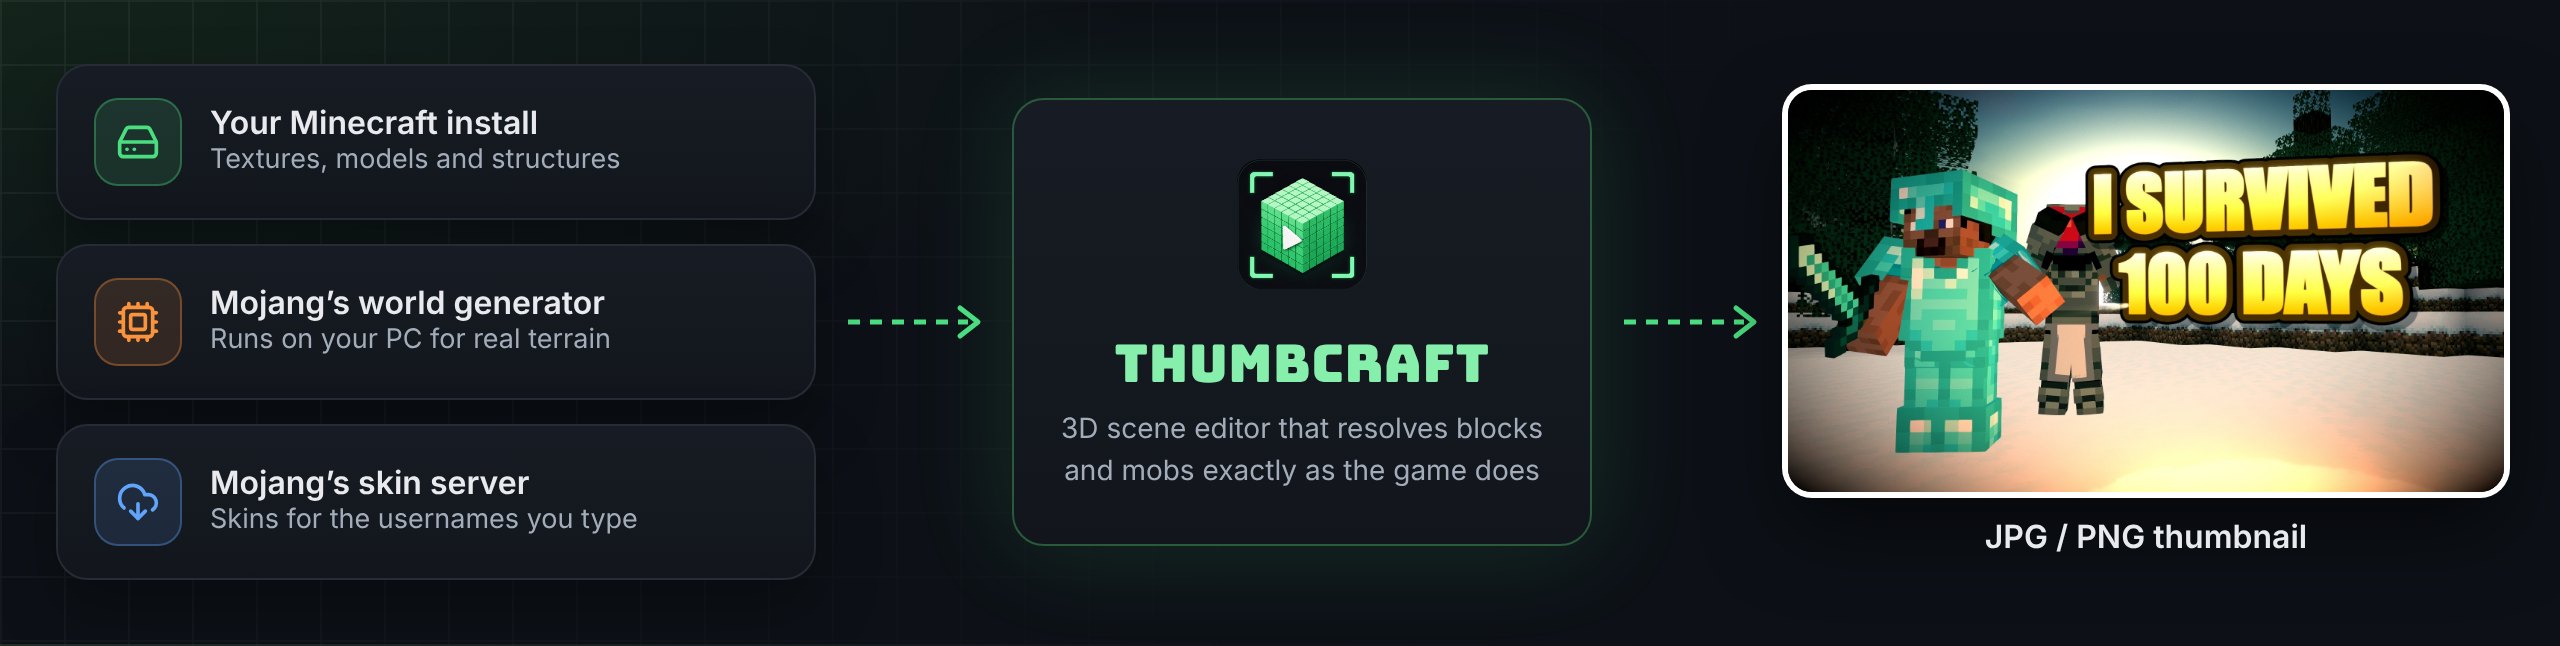 Your Minecraft install
Textures, models and structures
Mojang’s world generator
Runs on your PC for real terrain
Mojang’s skin server
Skins for the usernames you type
THUMBCRAFT
3D scene editor that resolves blocks
and mobs exactly as the game does
I SURVIVED
100 DAYS
JPG / PNG thumbnail